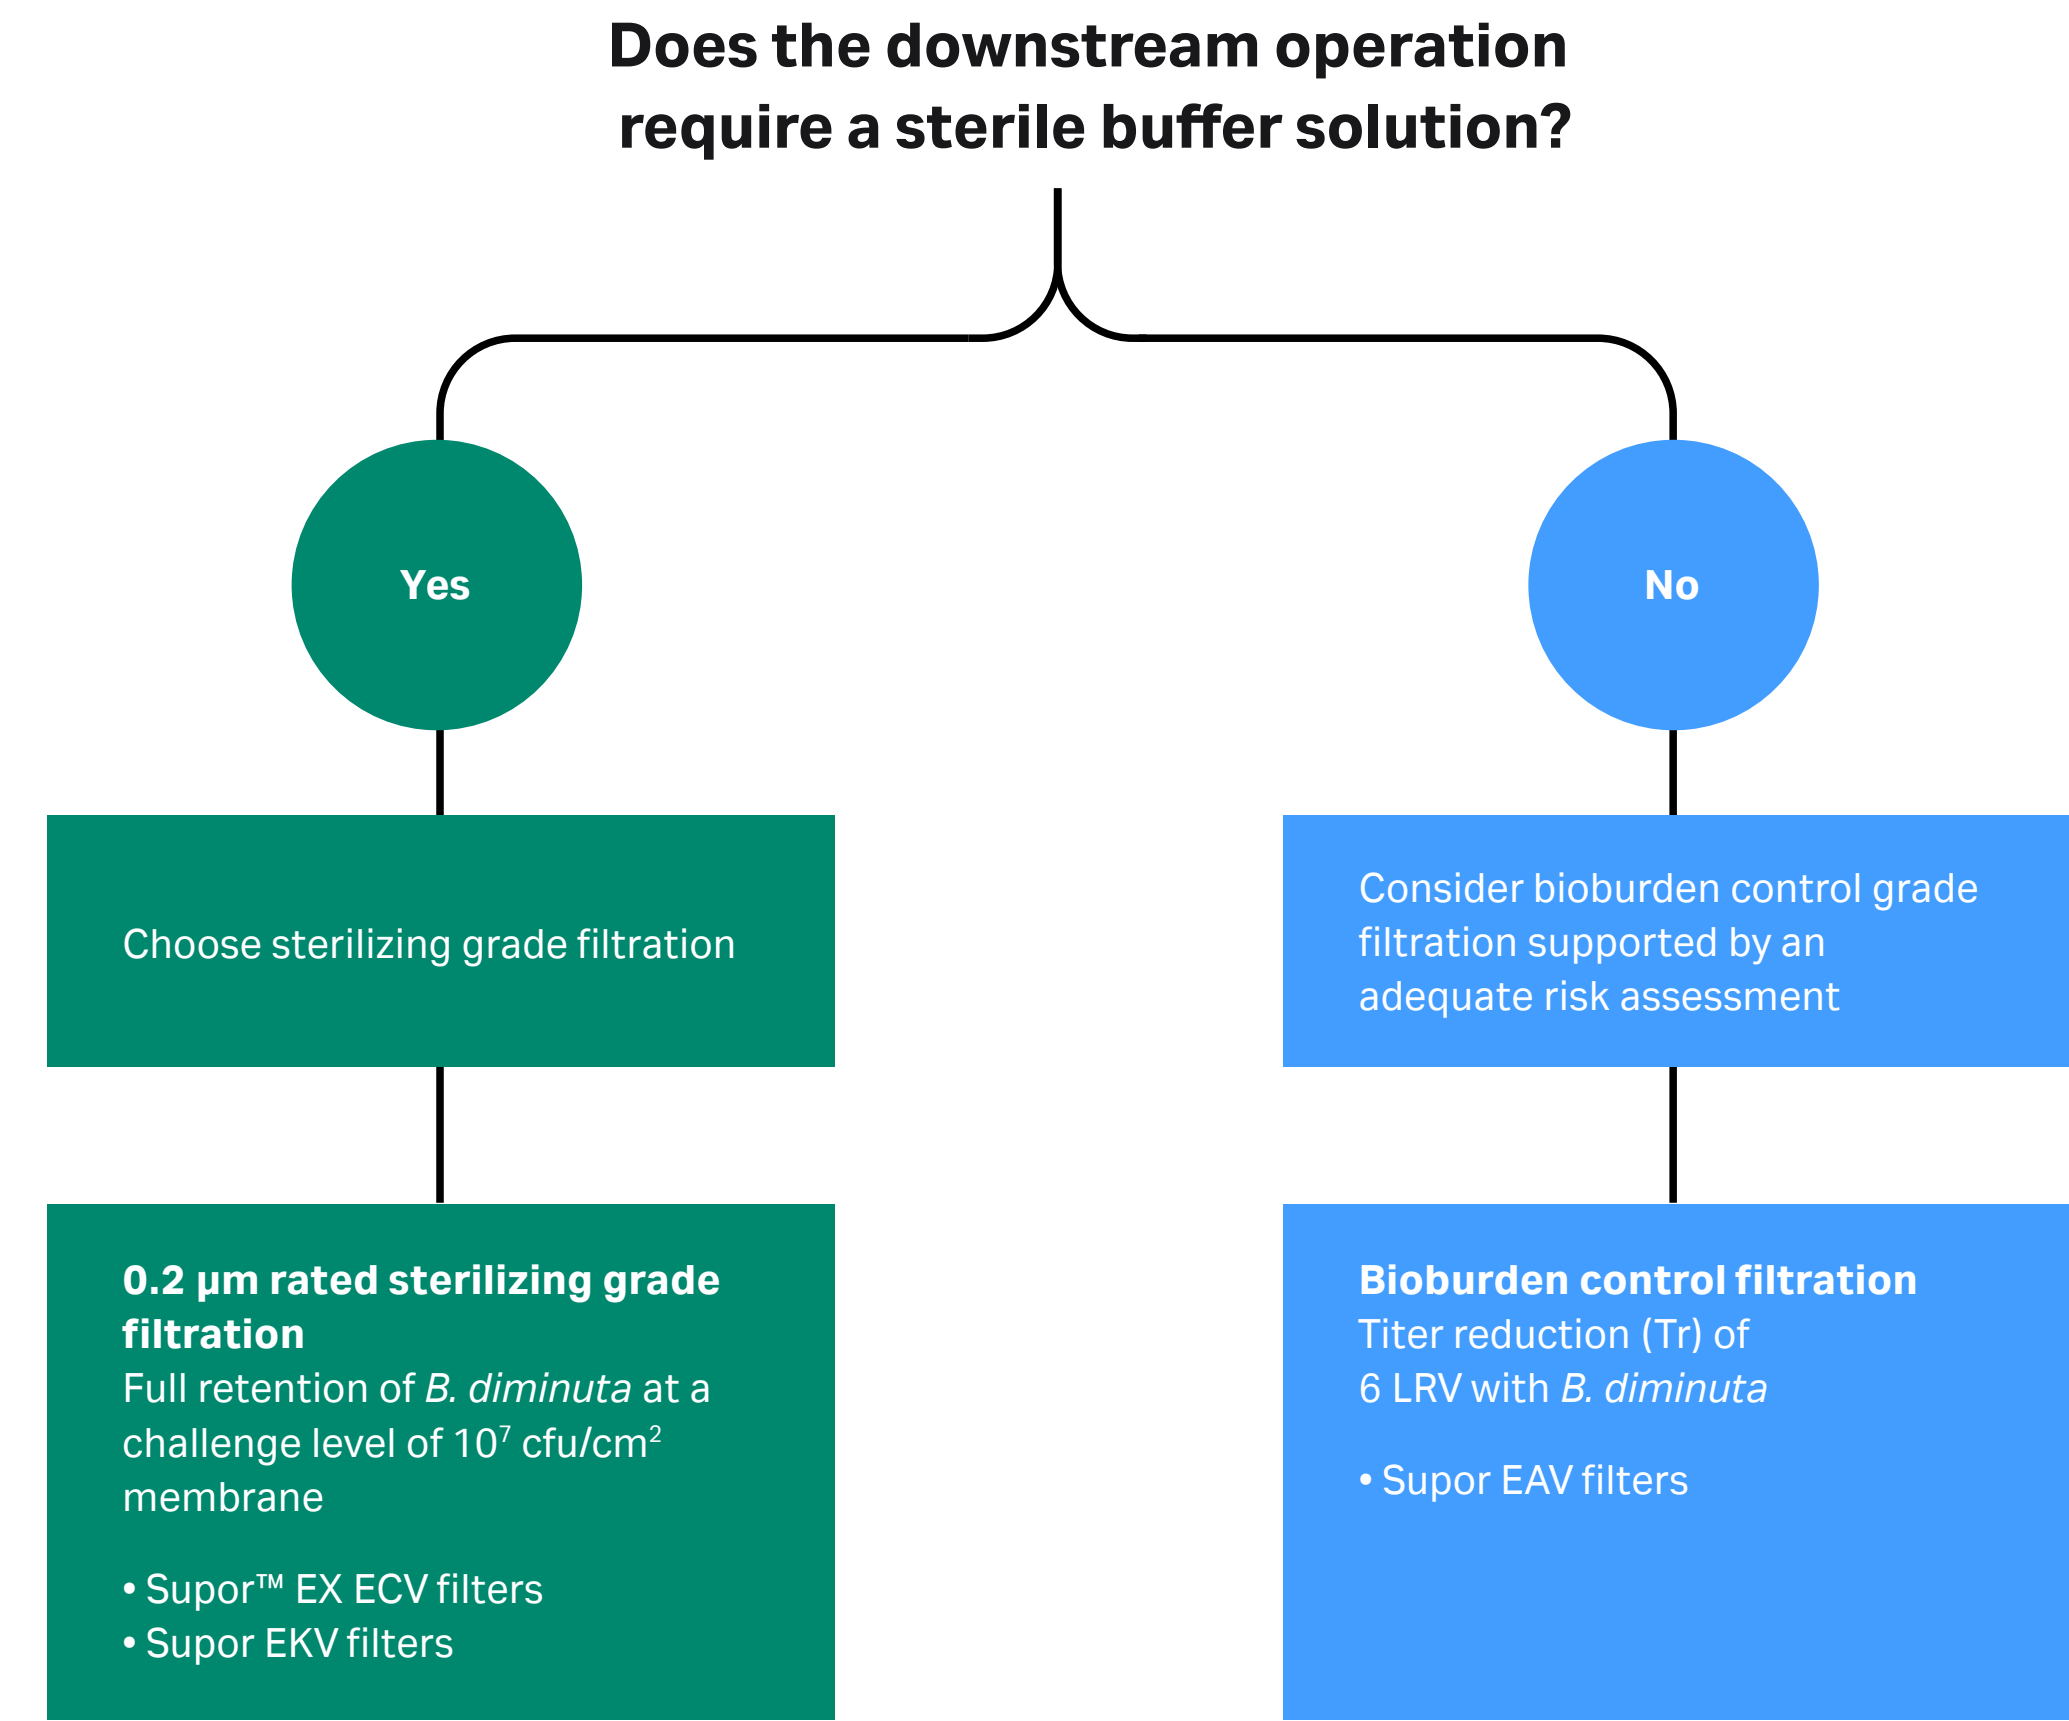 Does the downstream operation
require a sterile buffer solution?
Yes
No
Choose sterilizing grade filtration
Consider bioburden control grade
filtration supported by an
adequate risk assessment
0.2 µm rated sterilizing grade
filtration
Full retention of B. diminuta at a
challenge level of 10⁷ cfu/cm²
membrane
• Supor™ EX ECV filters
• Supor EKV filters
Bioburden control filtration
Titer reduction (Tr) of
6 LRV with B. diminuta
• Supor EAV filters